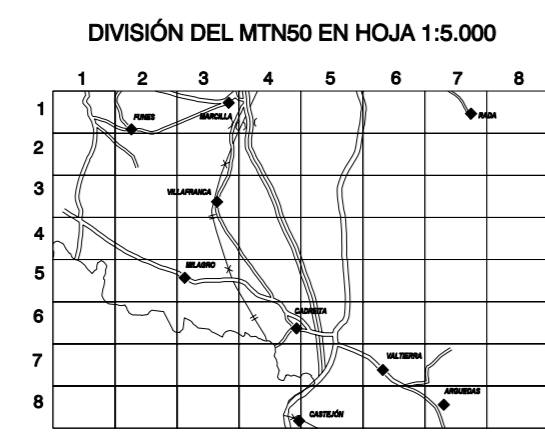 DIVISIÓN DEL MTN50 EN HOJA 1:5.000
1 2 3 4 5 6 7 8
1
FUNES
MARCILLA
RADA
2
3
VILLAFRANCA
4
5
MILAGRO
6
CADREITA
7
VALTIERRA
8
ARGUEDAS
CASTEJÓN